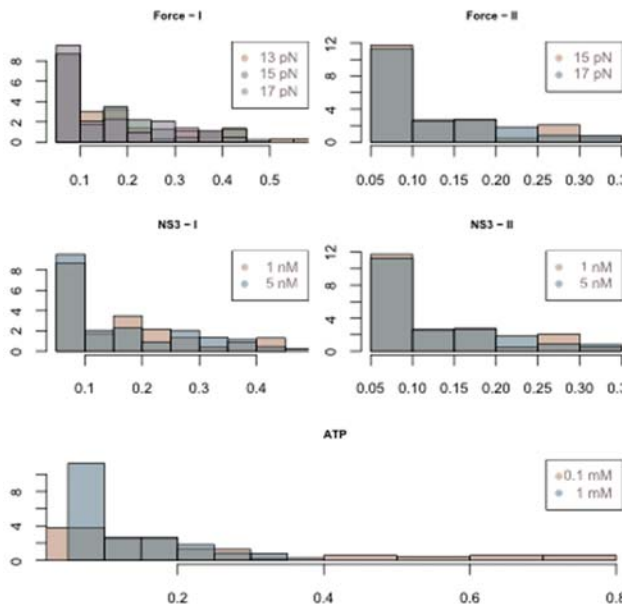 Force – I
13 pN
15 pN
17 pN
0 2 4 6 8
0.1 0.2 0.3 0.4 0.5
Force – II
15 pN
17 pN
0 4 8 12
0.05 0.10 0.15 0.20 0.25 0.30
NS3 – I
1 nM
5 nM
0 2 4 6 8
0.1 0.2 0.3 0.4
NS3 – II
1 nM
5 nM
0 4 8 12
0.05 0.10 0.15 0.20 0.25 0.30
ATP
0.1 mM
1 mM
0 4 8
0.2 0.4 0.6 0.8